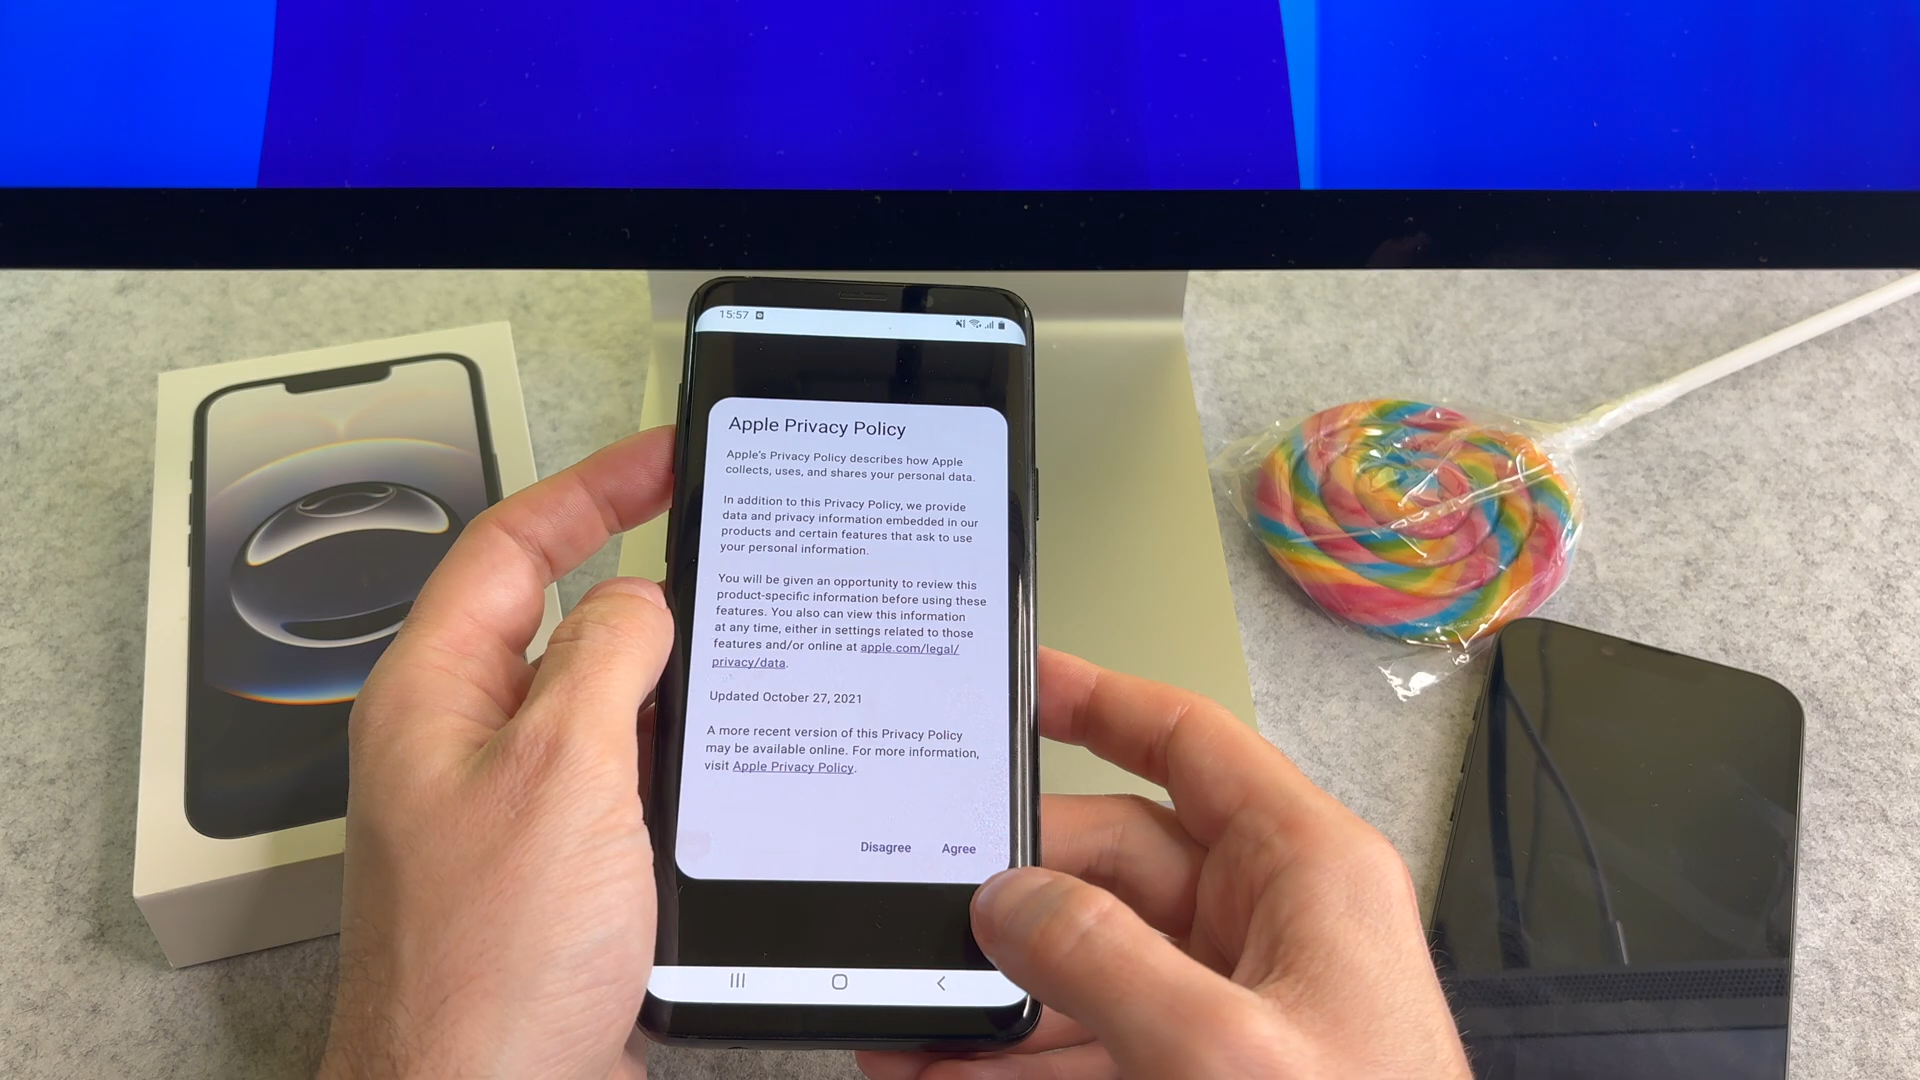 15:57
Apple Privacy Policy
Apple's Privacy Policy describes how Apple
collects, uses, and shares your personal data.
In addition to this Privacy Policy, we provide
data and privacy information embedded in our
products and certain features that ask to use
your personal information.
You will be given an opportunity to review this
product-specific information before using these
features. You also can view this information
at any time, either in settings related to those
features and/or online at apple.com/legal/
privacy/data.
Updated October 27, 2021
A more recent version of this Privacy Policy
may be available online. For more information,
visit Apple Privacy Policy.
Disagree Agree